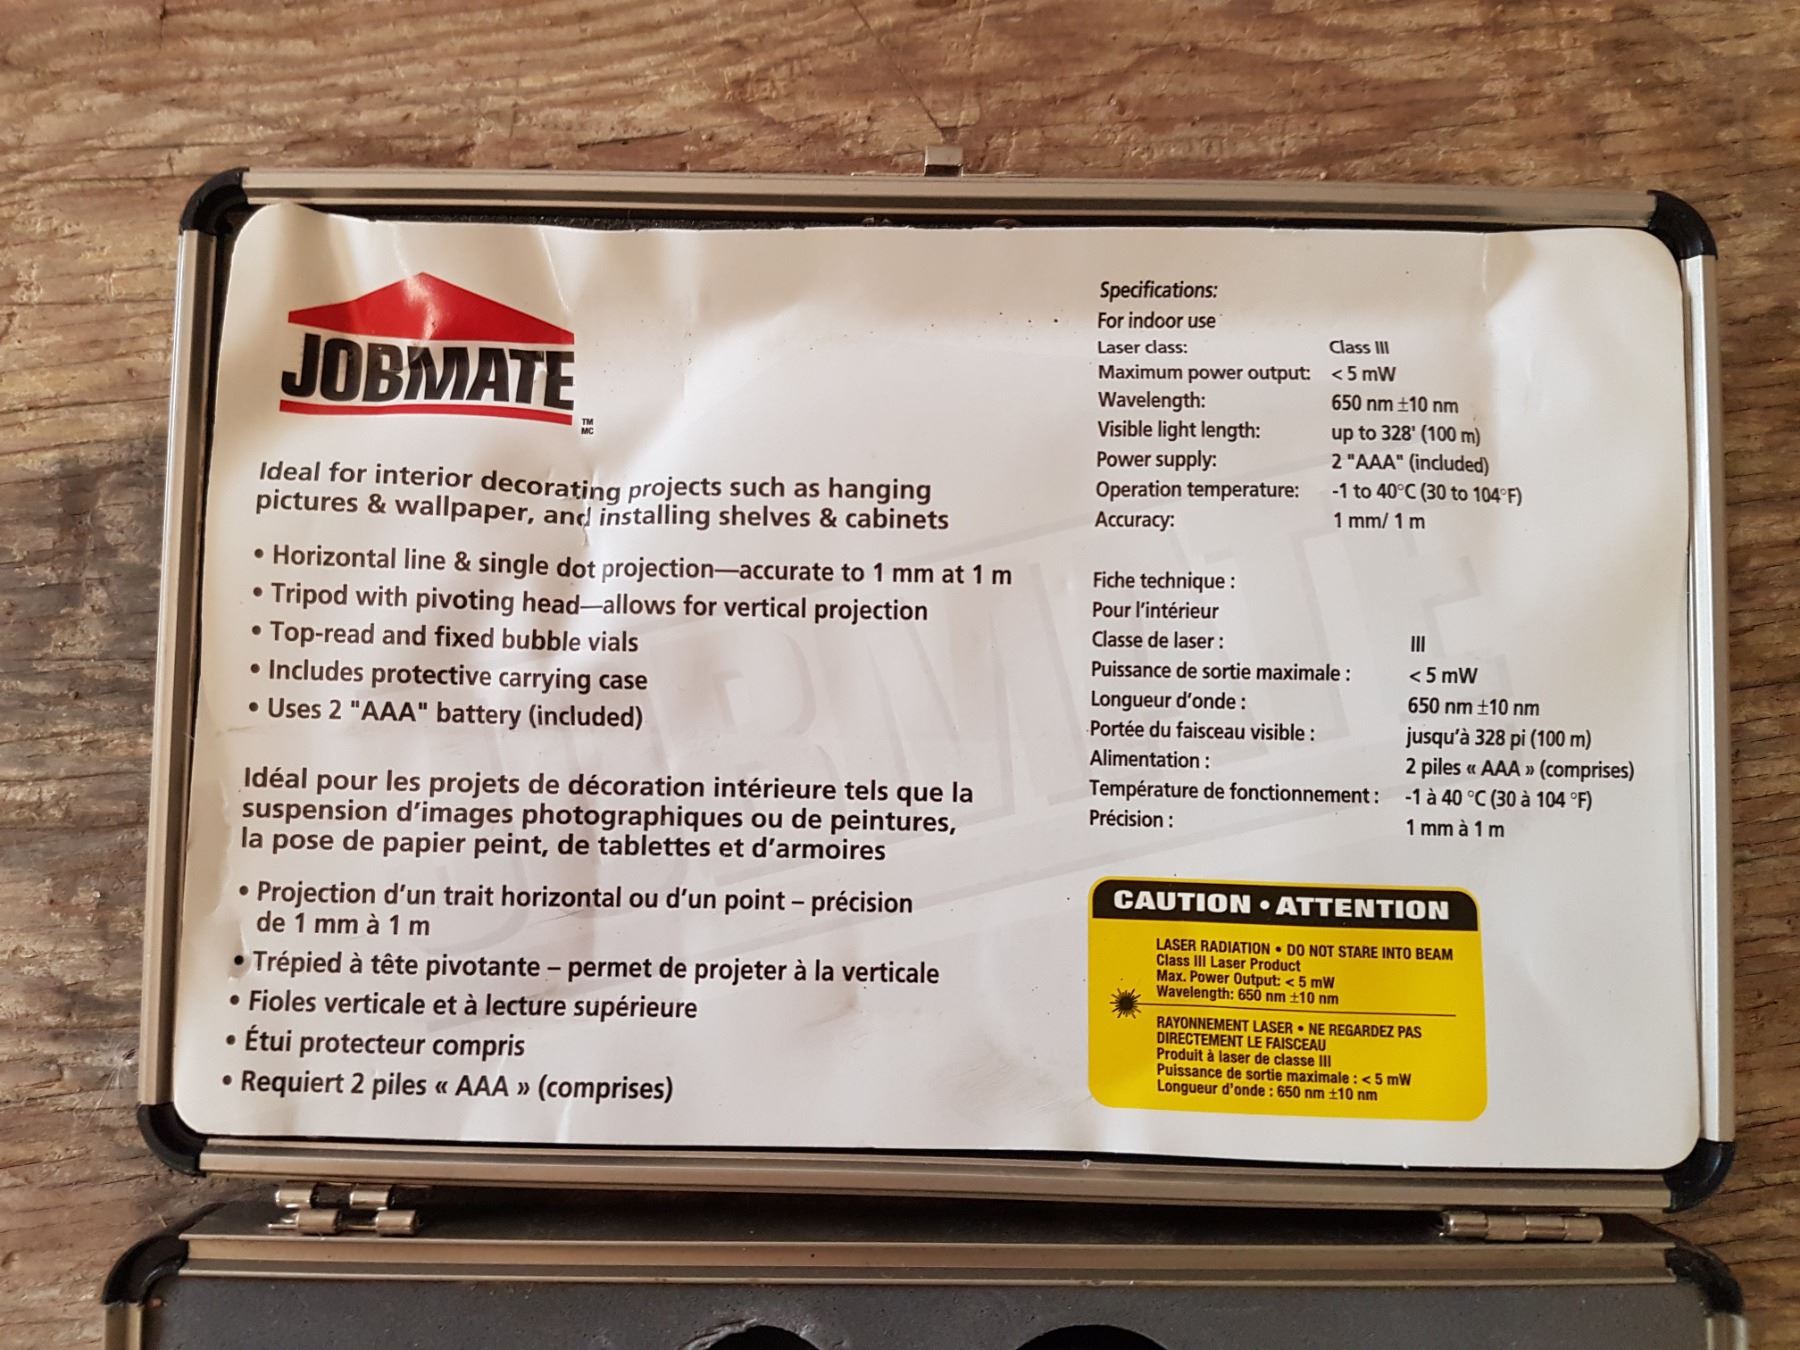 JOBMATE
TM
MC
Ideal for interior decorating projects such as hanging
pictures & wallpaper, and installing shelves & cabinets
• Horizontal line & single dot projection—accurate to 1 mm at 1 m
• Tripod with pivoting head—allows for vertical projection
• Top-read and fixed bubble vials
• Includes protective carrying case
• Uses 2 "AAA" battery (included)
Idéal pour les projets de décoration intérieure tels que la
suspension d'images photographiques ou de peintures,
la pose de papier peint, de tablettes et d'armoires
• Projection d'un trait horizontal ou d'un point – précision
de 1 mm à 1 m
• Trépied à tête pivotante – permet de projeter à la verticale
• Fioles verticale et à lecture supérieure
• Étui protecteur compris
• Requiert 2 piles « AAA » (comprises)
Specifications:
For indoor use
Laser class: Class III
Maximum power output: < 5 mW
Wavelength: 650 nm ±10 nm
Visible light length: up to 328' (100 m)
Power supply: 2 "AAA" (included)
Operation temperature: -1 to 40°C (30 to 104°F)
Accuracy: 1 mm/ 1 m
Fiche technique :
Pour l'intérieur
Classe de laser : III
Puissance de sortie maximale : < 5 mW
Longueur d'onde : 650 nm ±10 nm
Portée du faisceau visible : jusqu'à 328 pi (100 m)
Alimentation : 2 piles « AAA » (comprises)
Température de fonctionnement : -1 à 40 °C (30 à 104 °F)
Précision : 1 mm à 1 m
CAUTION • ATTENTION
LASER RADIATION • DO NOT STARE INTO BEAM
Class III Laser Product
Max. Power Output: < 5 mW
Wavelength: 650 nm ±10 nm
RAYONNEMENT LASER • NE REGARDEZ PAS
DIRECTEMENT LE FAISCEAU
Produit à laser de classe III
Puissance de sortie maximale : < 5 mW
Longueur d'onde : 650 nm ±10 nm
JOBMATE